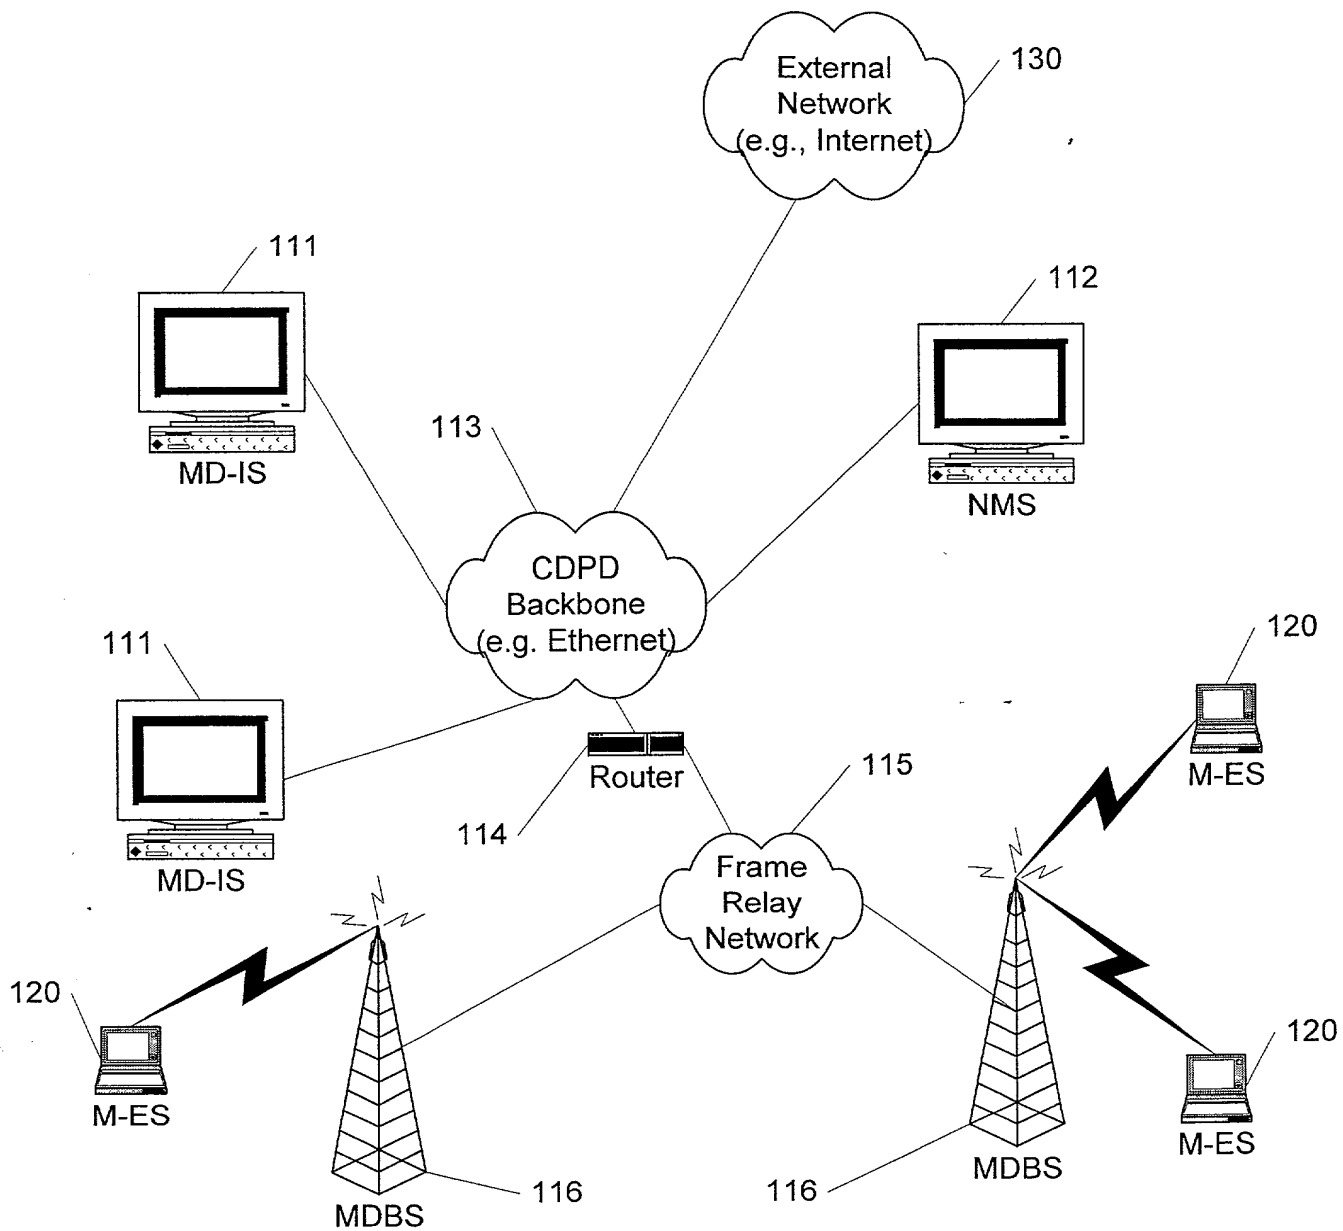 External
Network
(e.g., Internet)
130
111
112
MD-IS
113
NMS
CDPD
Backbone
(e.g. Ethernet)
111
120
Router
M-ES
115
114
MD-IS
Frame
Relay
Network
120
M-ES
120
M-ES
MDBS
116
116
MDBS